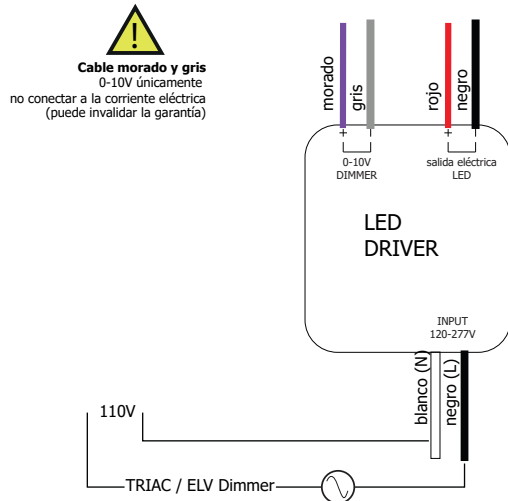 !
Cable morado y gris
0-10V únicamente
no conectar a la corriente eléctrica
(puede invalidar la garantía)
morado
gris
rojo
negro
+ -
+ -
0-10V
DIMMER
salida eléctrica
LED
LED
DRIVER
INPUT
120-277V
blanco (N)
negro (L)
110V
TRIAC / ELV Dimmer